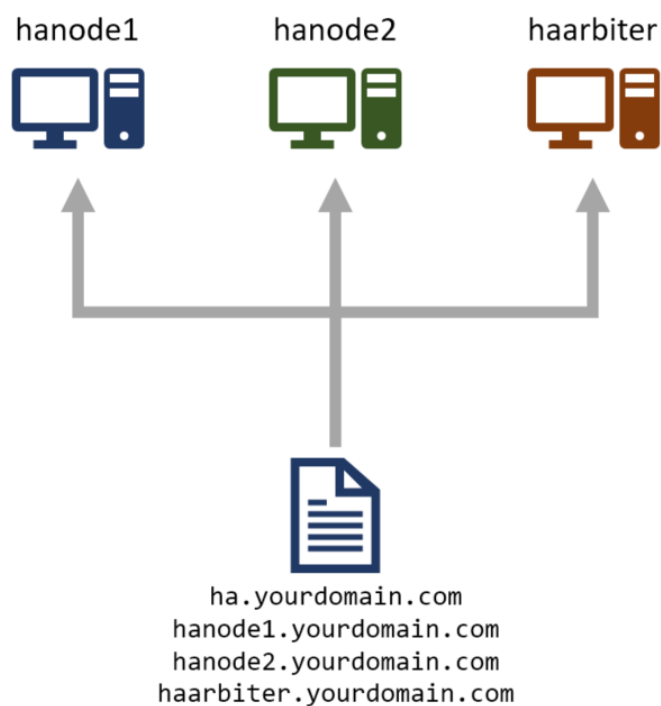 hanode1
hanode2
haarbiter
ha.yourdomain.com
hanode1.yourdomain.com
hanode2.yourdomain.com
haarbiter.yourdomain.com